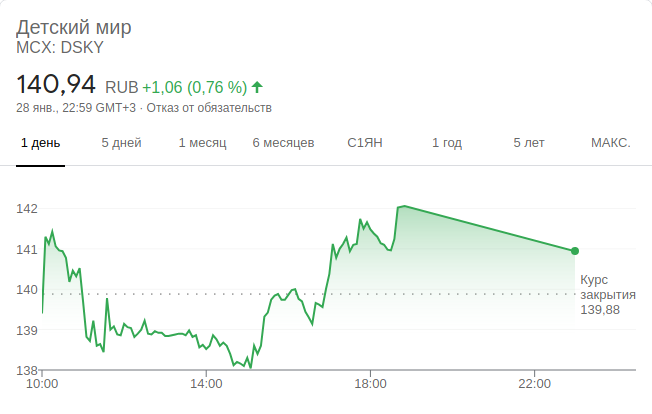 Детский мир
MCX: DSKY
140,94 RUB +1,06 (0,76 %)
28 янв., 22:59 GMT+3 · Отказ от обязательств
1 день 5 дней 1 месяц 6 месяцев С1ЯН 1 год 5 лет МАКС.
142
141
140
139
138
Курс
закрытия
139,88
10:00 14:00 18:00 22:00